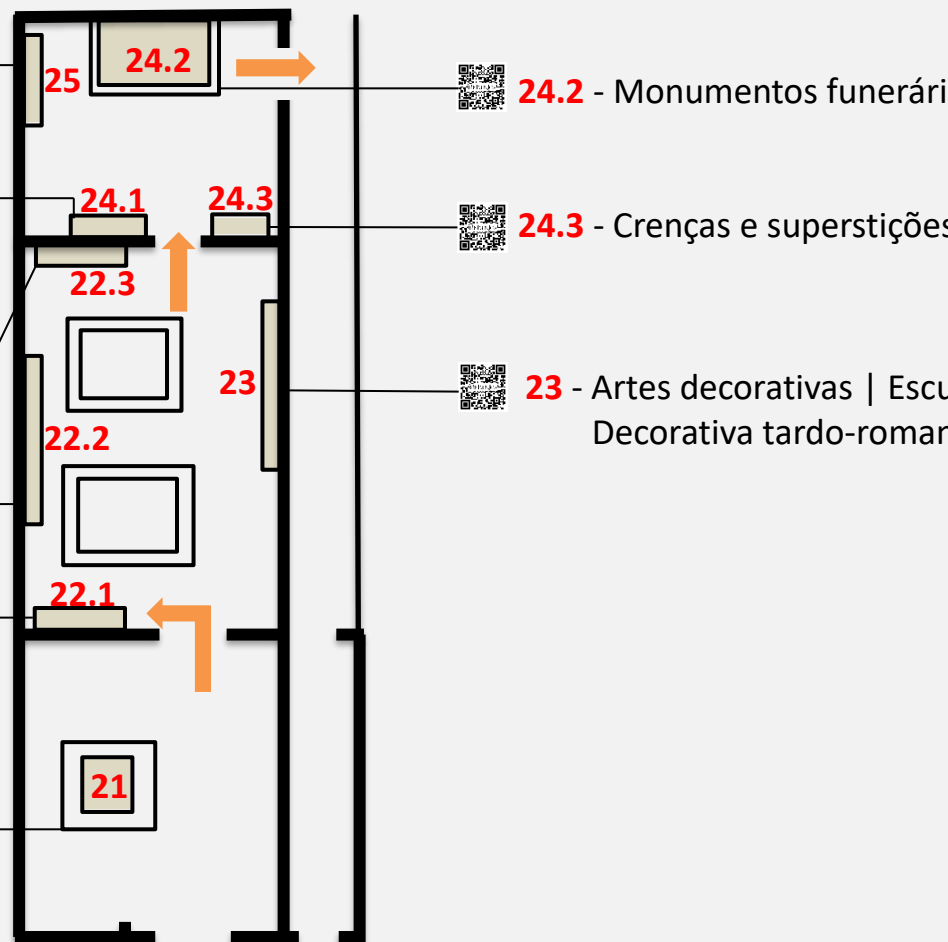 25
24.2
24.2 - Monumentos funerári
24.1
24.3
24.3 - Crenças e superstições
22.3
23
23 - Artes decorativas | Escu
Decorativa tardo-roman
22.2
22.1
21